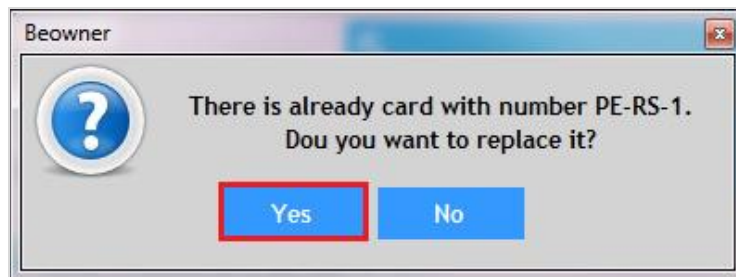 Beowner
There is already card with number PE-RS-1.
Dou you want to replace it?
Yes
No